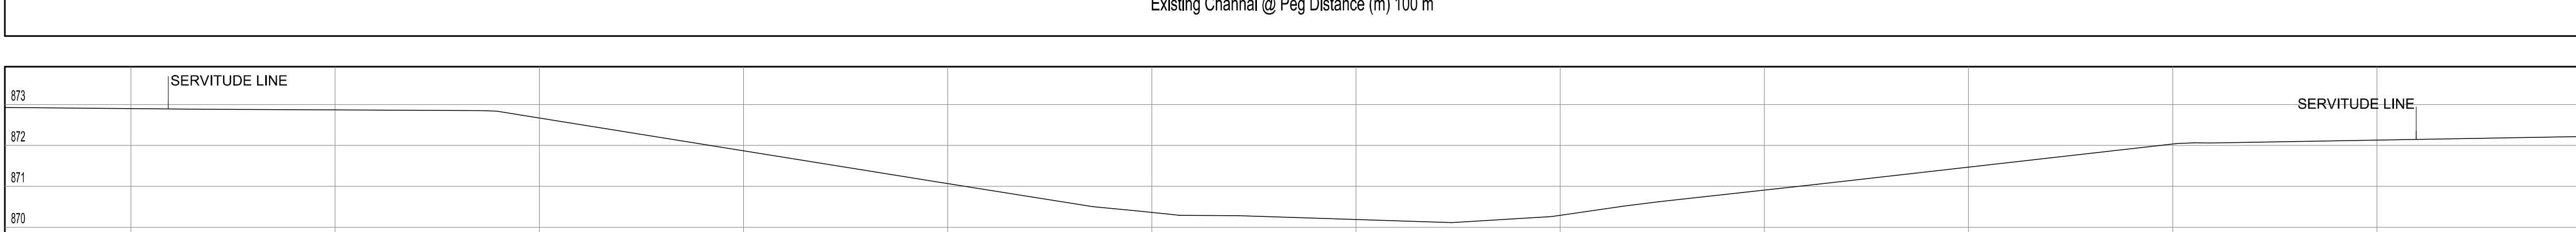 Existing Channal @ Peg Distance (m) 100 m
SERVITUDE LINE
873
SERVITUDE LINE
872
871
870